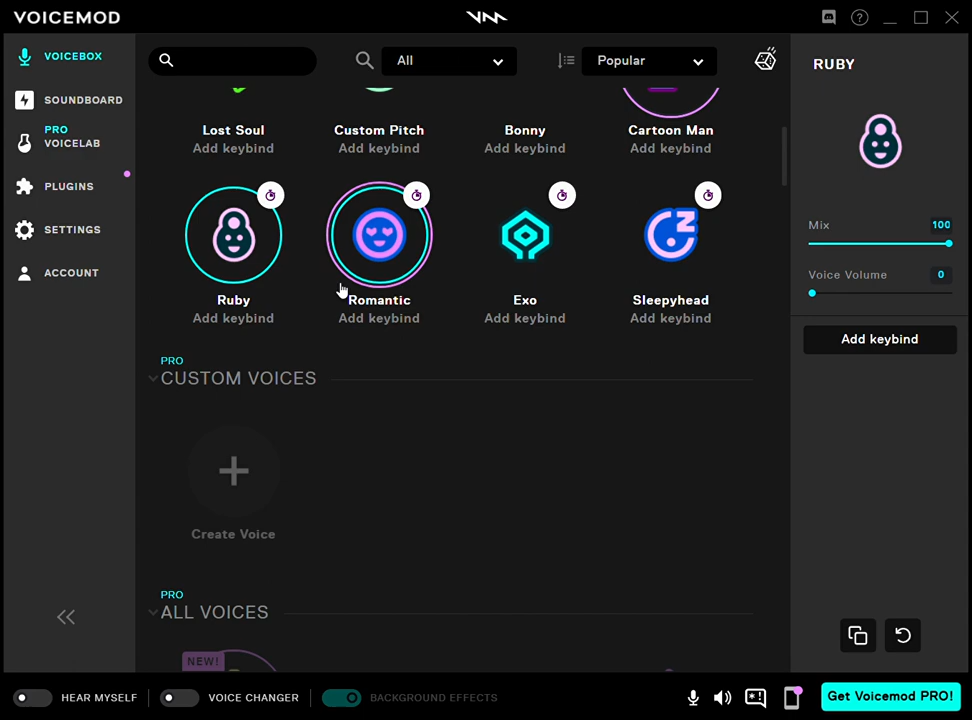 VOICEMOD
VOICEBOX
SOUNDBOARD
PRO
VOICELAB
PLUGINS
SETTINGS
ACCOUNT
All
Popular
Lost Soul
Add keybind
Custom Pitch
Add keybind
Bonny
Add keybind
Cartoon Man
Add keybind
Ruby
Add keybind
Romantic
Add keybind
Exo
Add keybind
Sleepyhead
Add keybind
PRO
CUSTOM VOICES
Create Voice
PRO
ALL VOICES
NEW!
RUBY
Mix
100
Voice Volume
0
Add keybind
HEAR MYSELF
VOICE CHANGER
BACKGROUND EFFECTS
Get Voicemod PRO!